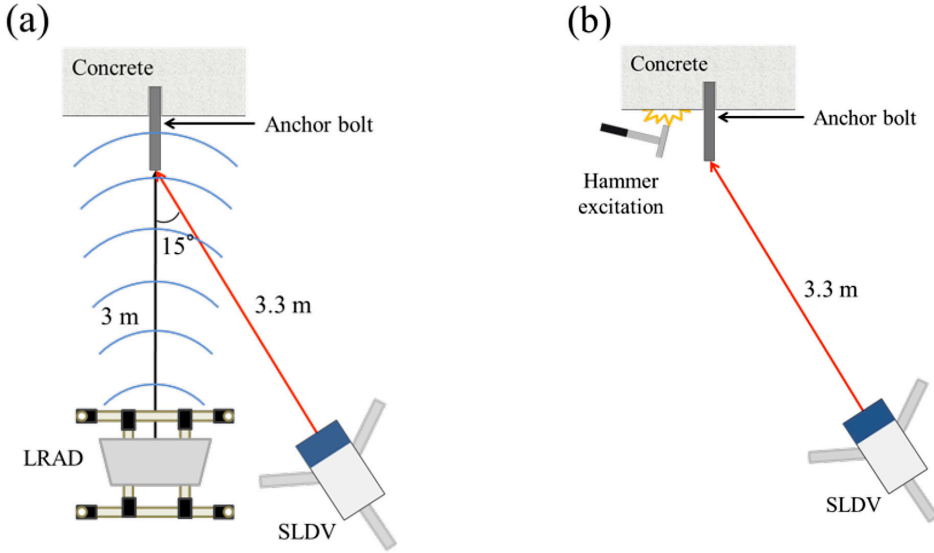 (a)
Concrete
Anchor bolt
15°
3 m
3.3 m
LRAD
SLDV
(b)
Concrete
Anchor bolt
Hammer
excitation
3.3 m
SLDV